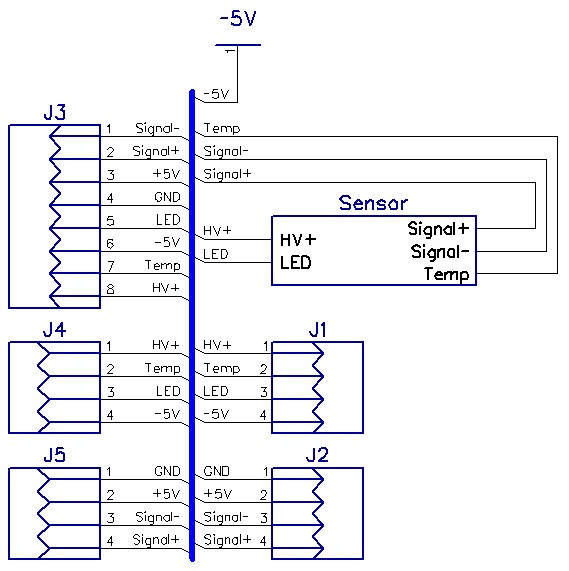 -5V
1
-5V
J3
1 Signal- Temp
2 Signal+ Signal-
3 +5V Signal+
4 GND
Sensor
5 LED HV+ HV+ Signal+
6 -5V LED LED Signal-
7 Temp Temp
8 HV+
J4 J1
1 HV+ HV+ 1
2 Temp Temp 2
3 LED LED 3
4 -5V -5V 4
J5 J2
1 GND GND 1
2 +5V +5V 2
3 Signal- Signal- 3
4 Signal+ Signal+ 4